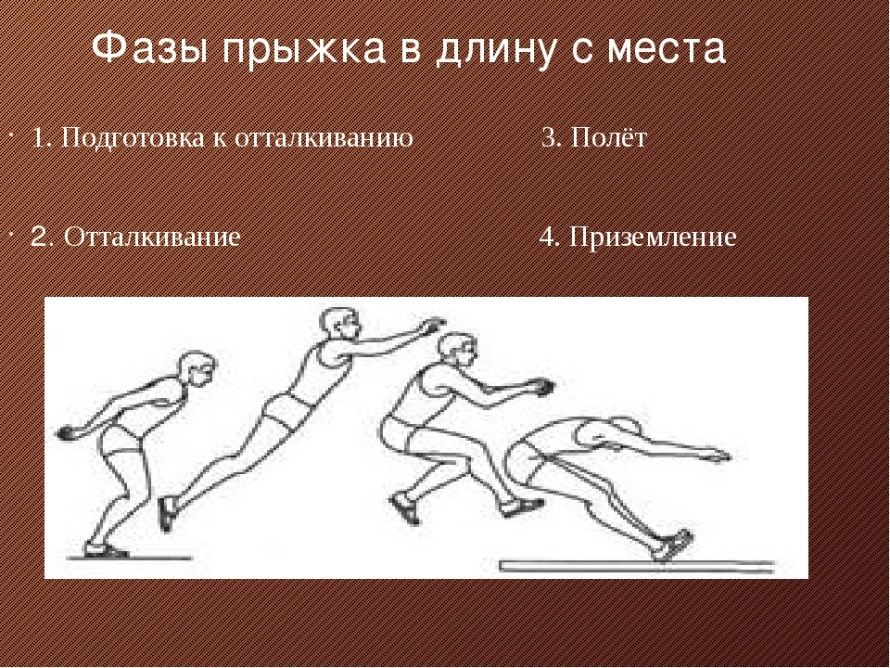 Фазы прыжка в длину с места
• 1. Подготовка к отталкиванию 3. Полёт
• 2. Отталкивание 4. Приземление